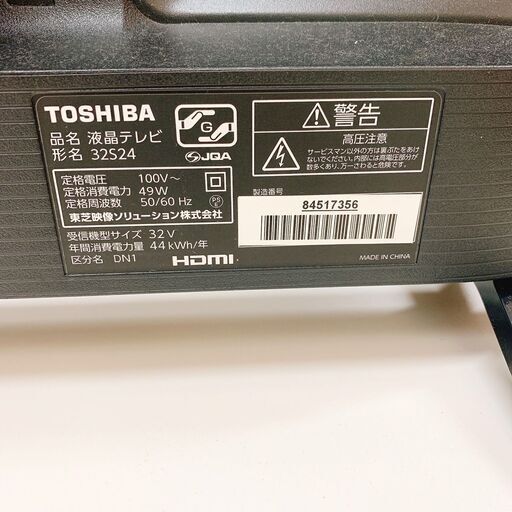 TOSHIBA
品名 液晶テレビ
形名 32S24
G
JQA
定格電圧 100V～
定格消費電力 49W
定格周波数 50/60 Hz
PS
E
東芝映像ソリューション株式会社
受信機型サイズ 32V
年間消費電力量 44kWh/年
区分名 DN1
HDMI
警告
高圧注意
サービスマン以外の方は裏ぶたをあけ
ないでください。内部には高電圧部分が
数多くあり、万一さわると危険です。
製造番号
84517356
MADE IN CHINA